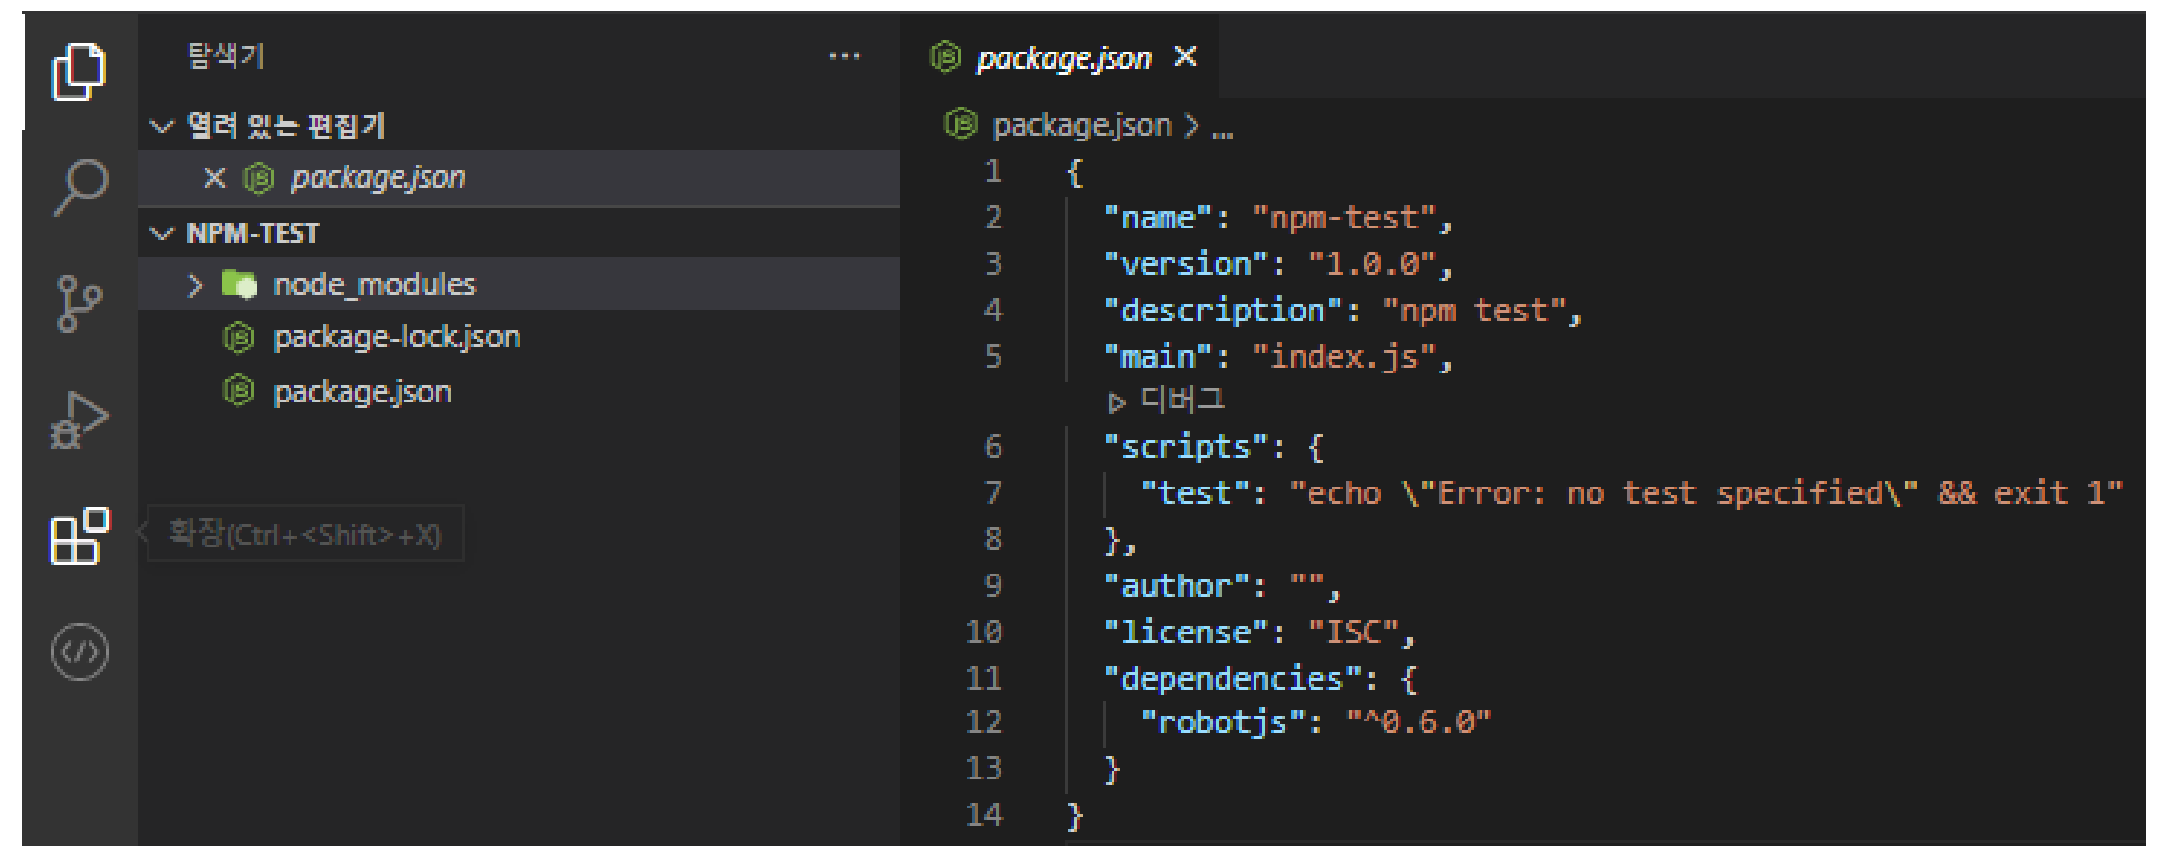 탐색기
열려 있는 편집기
package.json
NPM-TEST
node_modules
package-lock.json
package.json
확장(Ctrl+<Shift>+X)
package.json
package.json > ...
1 {
2 "name": "npm-test",
3 "version": "1.0.0",
4 "description": "npm test",
5 "main": "index.js",
디버그
6 "scripts": {
7 "test": "echo \"Error: no test specified\" && exit 1"
8 },
9 "author": "",
10 "license": "ISC",
11 "dependencies": {
12 "robotjs": "^0.6.0"
13 }
14 }